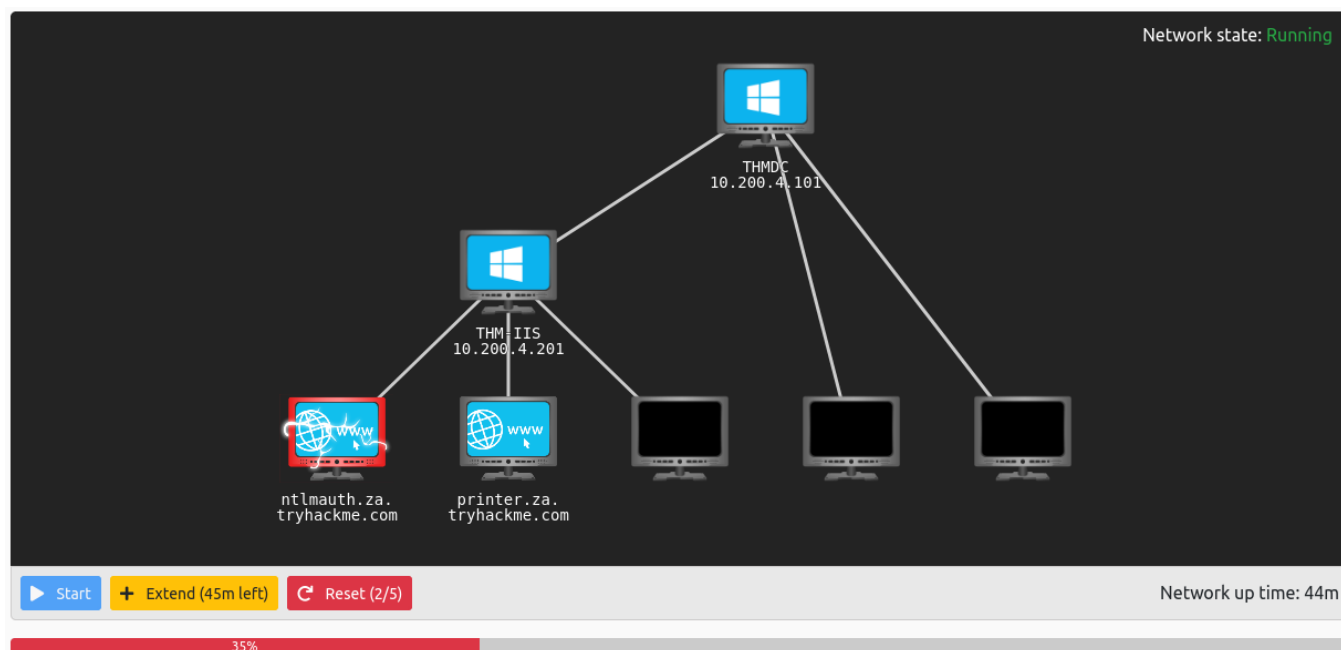 Network state: Running
THMDC
10.200.4.101
THM-IIS
10.200.4.201
www
www
ntlmauth.za.
tryhackme.com
printer.za.
tryhackme.com
Start
Extend (45m left)
Reset (2/5)
Network up time: 44m
35%